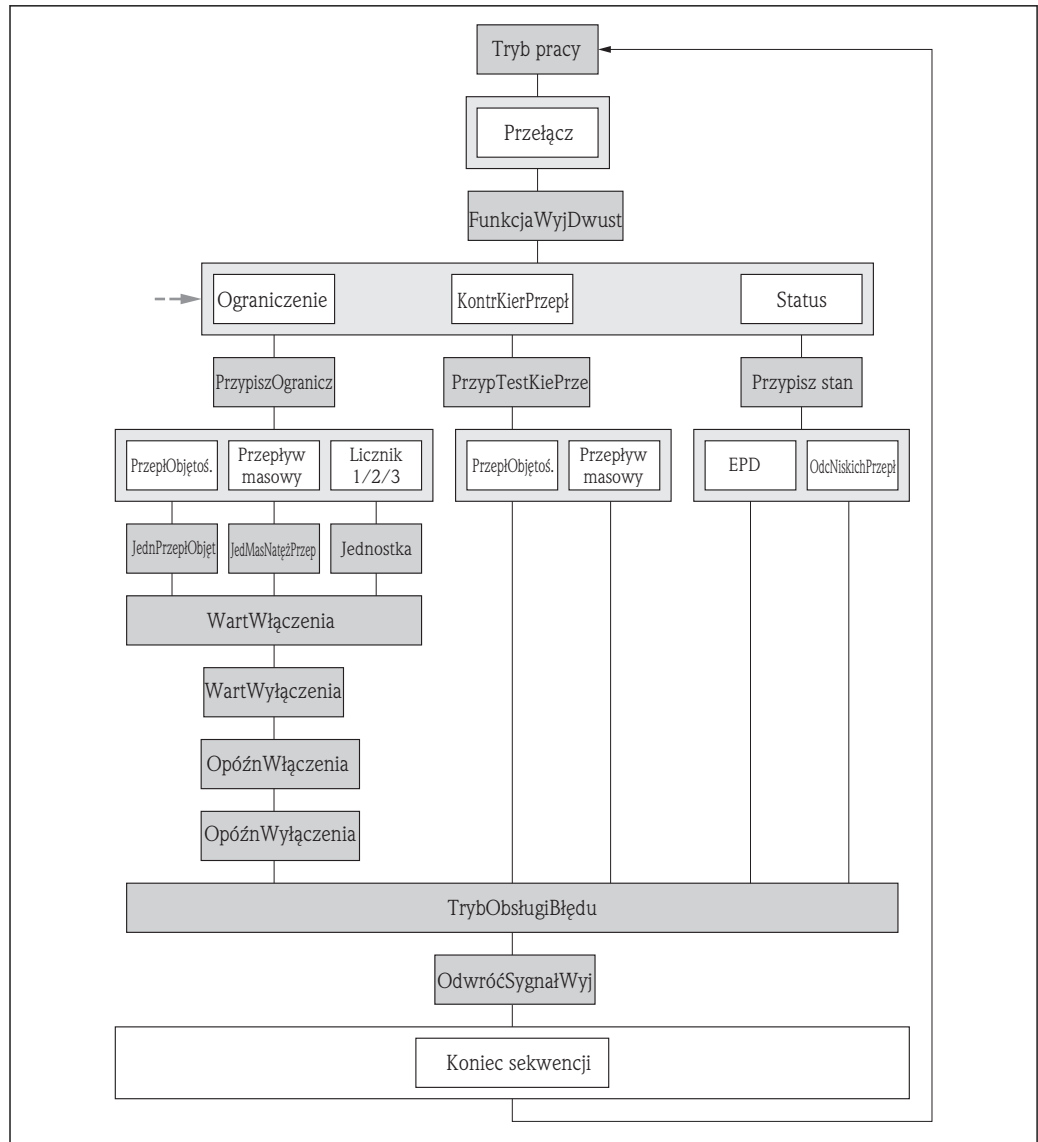 Tryb pracy
Przełącz
FunkcjaWyjDwust
Ograniczenie
KontrKierPrzepł
Status
PrzypiszOgranicz
PrzypTestKiePrze
Przypisz stan
PrzepłObjętoś.
Przepływ
masowy
Licznik
1/2/3
PrzepłObjętoś.
Przepływ
masowy
EPD
OdcNiskichPrzepł
JednPrzepłObjęt
JedMasNatężPrzep
Jednostka
WartWłączenia
WartWyłączenia
OpóźnWłączenia
OpóźnWyłączenia
TrybObsługiBłędu
OdwróćSygnałWyj
Koniec sekwencji